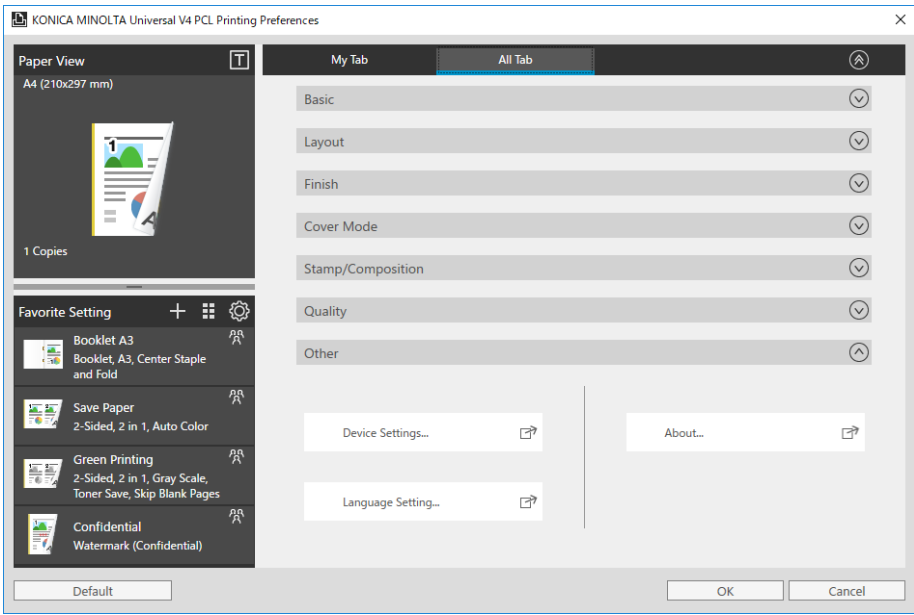 KONICA MINOLTA Universal V4 PCL Printing Preferences
Paper View
T
A4 (210x297 mm)
1
A
1 Copies
Favorite Setting
Booklet A3
Booklet, A3, Center Staple
and Fold
Save Paper
2-Sided, 2 in 1, Auto Color
Green Printing
2-Sided, 2 in 1, Gray Scale,
Toner Save, Skip Blank Pages
Confidential
Watermark (Confidential)
My Tab
All Tab
Basic
Layout
Finish
Cover Mode
Stamp/Composition
Quality
Other
Device Settings...
Language Setting...
About...
Default
OK
Cancel